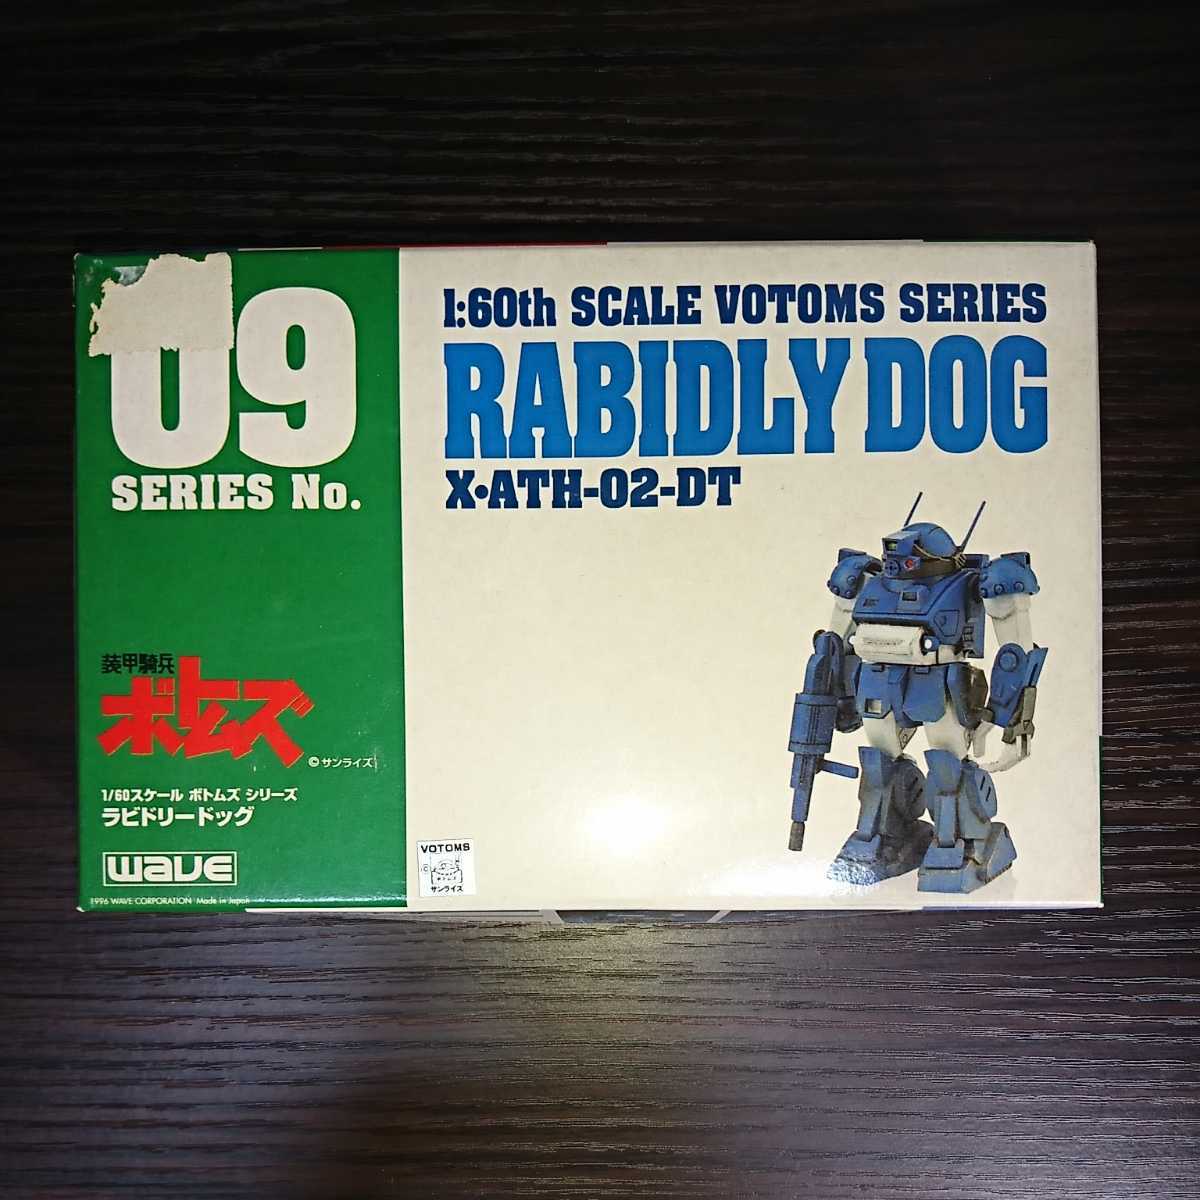 09
SERIES No.
装甲騎兵
ボトムズ
©サンライズ
1/60スケール ボトムズ シリーズ
ラビドリードッグ
WAVE
1996 WAVE CORPORATION Made in Japan
1:60th SCALE VOTOMS SERIES
RABIDLY DOG
X·ATH-02-DT
VOTOMS
©
サンライズ